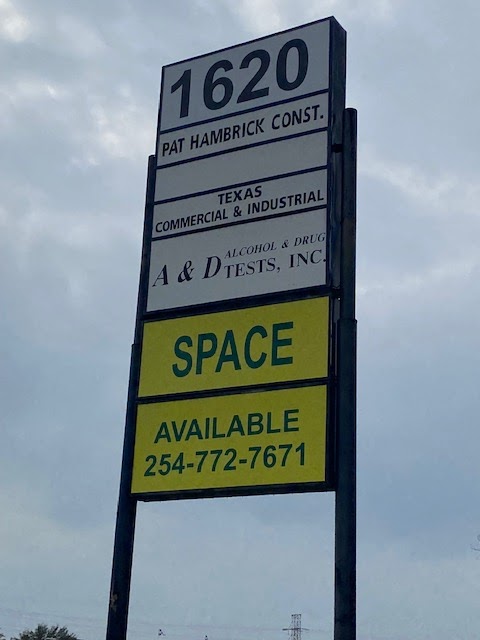 1620
PAT HAMBRICK CONST.
TEXAS
COMMERCIAL & INDUSTRIAL
A & D ALCOHOL & DRUG
TESTS, INC.
SPACE
AVAILABLE
254-772-7671